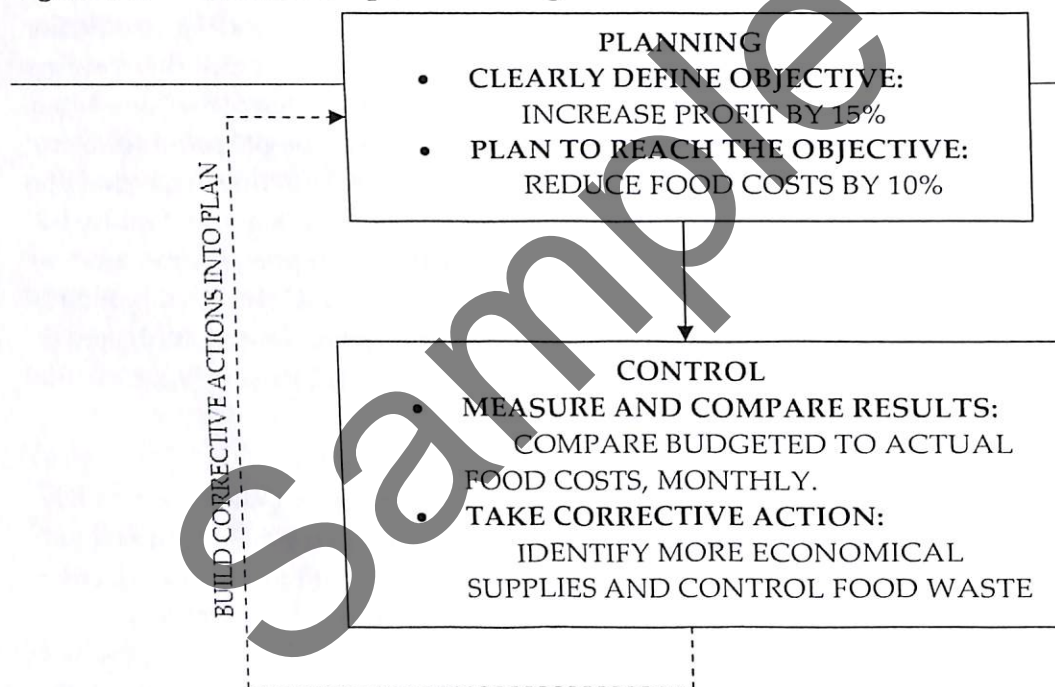 PLANNING
• CLEARLY DEFINE OBJECTIVE:
INCREASE PROFIT BY 15%
• PLAN TO REACH THE OBJECTIVE:
REDUCE FOOD COSTS BY 10%
BUILD CORRECTIVE ACTIONS INTO PLAN
CONTROL
• MEASURE AND COMPARE RESULTS:
COMPARE BUDGETED TO ACTUAL
FOOD COSTS, MONTHLY.
• TAKE CORRECTIVE ACTION:
IDENTIFY MORE ECONOMICAL
SUPPLIES AND CONTROL FOOD WASTE
Sample